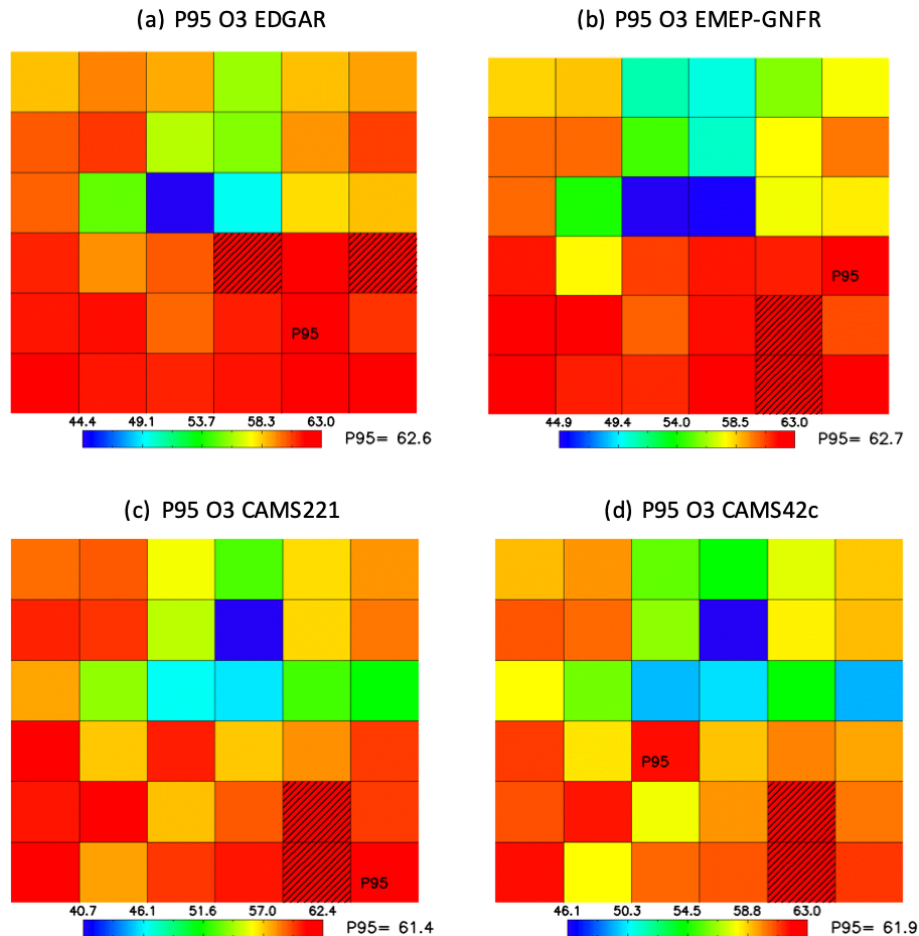 (a) P95 O3 EDGAR
(b) P95 O3 EMEP-GNFR
P95
P95
44.4 49.1 53.7 58.3 63.0
P95= 62.6
44.9 49.4 54.0 58.5 63.0
P95= 62.7
(c) P95 O3 CAMS221
(d) P95 O3 CAMS42c
P95
P95
40.7 46.1 51.6 57.0 62.4
P95= 61.4
46.1 50.3 54.5 58.8 63.0
P95= 61.9